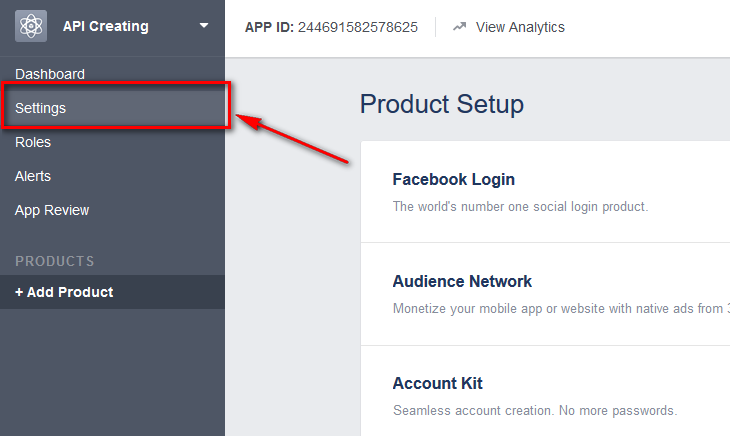 API Creating
APP ID: 244691582578625
View Analytics
Dashboard
Settings
Roles
Alerts
App Review
PRODUCTS
+ Add Product
Product Setup
Facebook Login
The world's number one social login product.
Audience Network
Monetize your mobile app or website with native ads from
Account Kit
Seamless account creation. No more passwords.